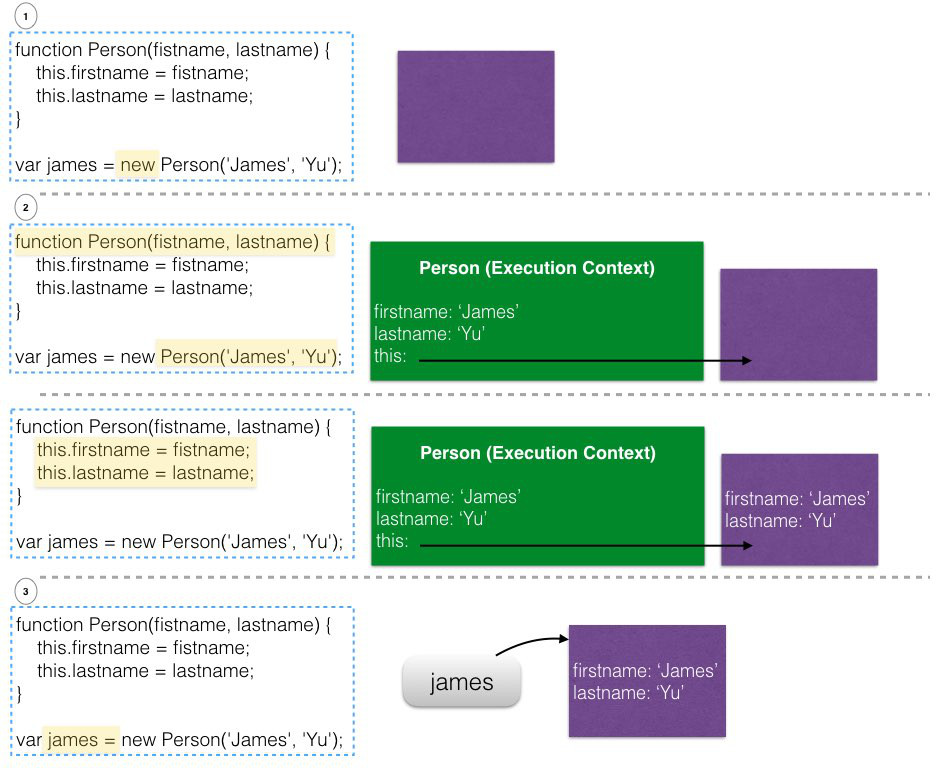 1
function Person(fistname, lastname) {
this.firstname = fistname;
this.lastname = lastname;
}
var james = new Person('James', 'Yu');
2
function Person(fistname, lastname) {
this.firstname = fistname;
this.lastname = lastname;
}
var james = new Person('James', 'Yu');
Person (Execution Context)
firstname: ‘James’
lastname: ‘Yu’
this:
function Person(fistname, lastname) {
this.firstname = fistname;
this.lastname = lastname;
}
var james = new Person('James', 'Yu');
Person (Execution Context)
firstname: ‘James’
lastname: ‘Yu’
this:
firstname: ‘James’
lastname: ‘Yu’
3
function Person(fistname, lastname) {
this.firstname = fistname;
this.lastname = lastname;
}
var james = new Person('James', 'Yu');
james
firstname: ‘James’
lastname: ‘Yu’